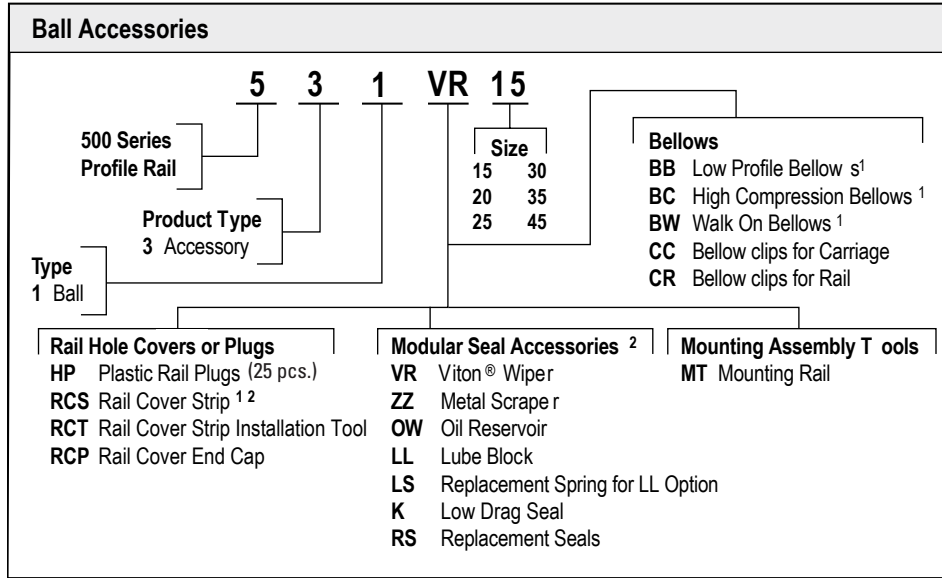 Ball Accessories
5 3 1 VR 15
500 Series
Profile Rail
Product Type
3 Accessory
Type
1 Ball
Size
15 30
20 35
25 45
Bellows
BB Low Profile Bellow s1
BC High Compression Bellows 1
BW Walk On Bellows 1
CC Bellow clips for Carriage
CR Bellow clips for Rail
Rail Hole Covers or Plugs
HP Plastic Rail Plugs (25 pcs.)
RCS Rail Cover Strip 1 2
RCT Rail Cover Strip Installation Tool
RCP Rail Cover End Cap
Modular Seal Accessories 2
VR Viton ® Wiper
ZZ Metal Scrape r
OW Oil Reservoir
LL Lube Block
LS Replacement Spring for LL Option
K Low Drag Seal
RS Replacement Seals
Mounting Assembly T ools
MT Mounting Rail